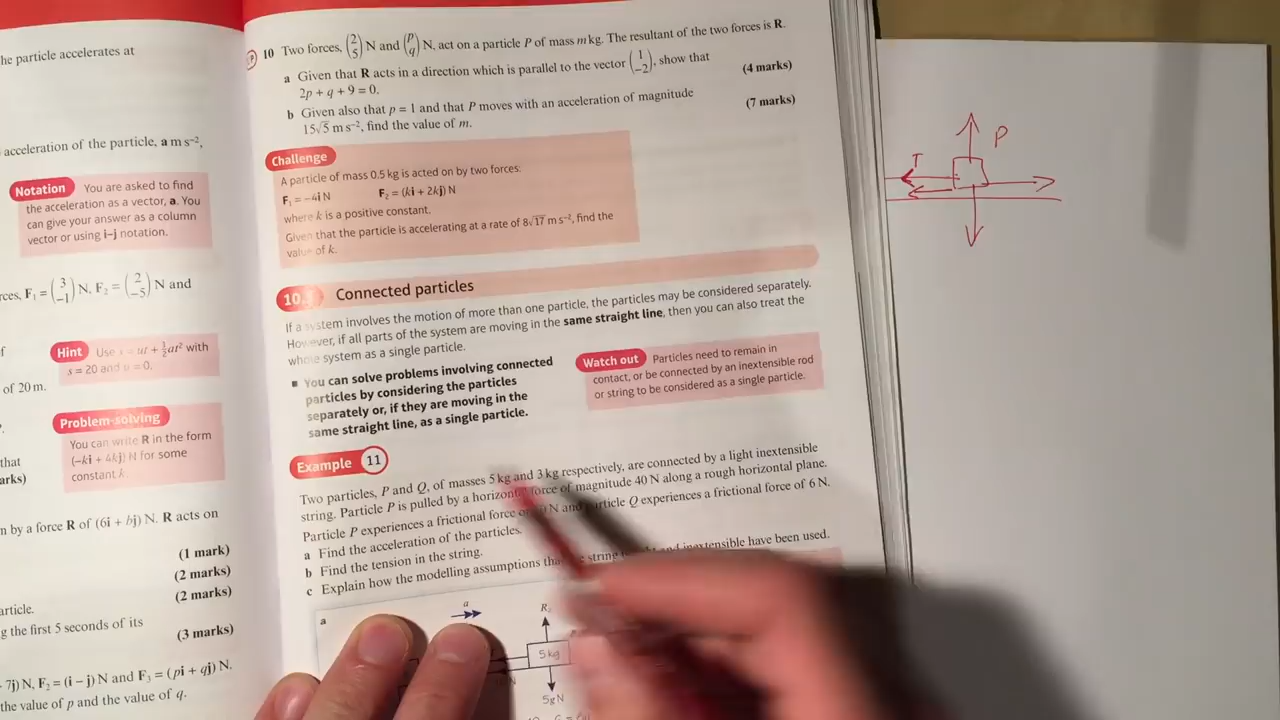 he particle accelerates at
acceleration of the particle, a m s⁻²,
Notation You are asked to find
the acceleration as a vector, a. You
can give your answer as a column
vector or using i–j notation.
rces, F₁ = (3 −1) N, F₂ = (2 −5) N and
Hint Use s = ut + ½at² with
s = 20 and u = 0.
of 20 m.
Problem-solving
You can write R in the form
(−ki + 4kj) N for some
constant k.
that
arks)
n by a force R of (6i + bj) N. R acts on
(1 mark)
(2 marks)
(2 marks)
article.
g the first 5 seconds of its
(3 marks)
7j) N, F₂ = (i − j) N and F₃ = (pi + qj) N.
the value of p and the value of q.
10 Two forces, (2 5) N and (p q) N, act on a particle P of mass m kg. The resultant of the two forces is R.
a Given that R acts in a direction which is parallel to the vector (1 −2), show that
2p + q + 9 = 0.
(4 marks)
b Given also that p = 1 and that P moves with an acceleration of magnitude
15√5 m s⁻², find the value of m.
(7 marks)
Challenge
A particle of mass 0.5 kg is acted on by two forces:
F₁ = −4i N F₂ = (ki + 2kj) N
where k is a positive constant.
Given that the particle is accelerating at a rate of 8√17 m s⁻², find the
value of k.
Connected particles
If a system involves the motion of more than one particle, the particles may be considered separately.
However, if all parts of the system are moving in the same straight line, then you can also treat the
whole system as a single particle.
■ You can solve problems involving connected
particles by considering the particles
separately or, if they are moving in the
same straight line, as a single particle.
Watch out Particles need to remain in
contact, or be connected by an inextensible rod
or string to be considered as a single particle.
Example 11
Two particles, P and Q, of masses 5 kg and 3 kg respectively, are connected by a light inextensible
string. Particle P is pulled by a horizontal force of magnitude 40 N along a rough horizontal plane.
Particle P experiences a frictional force of N and particle Q experiences a frictional force of 6 N.
a Find the acceleration of the particles.
b Find the tension in the string.
c Explain how the modelling assumptions that string and inextensible have been used.
a
a
R
5 kg
5g N
T
P